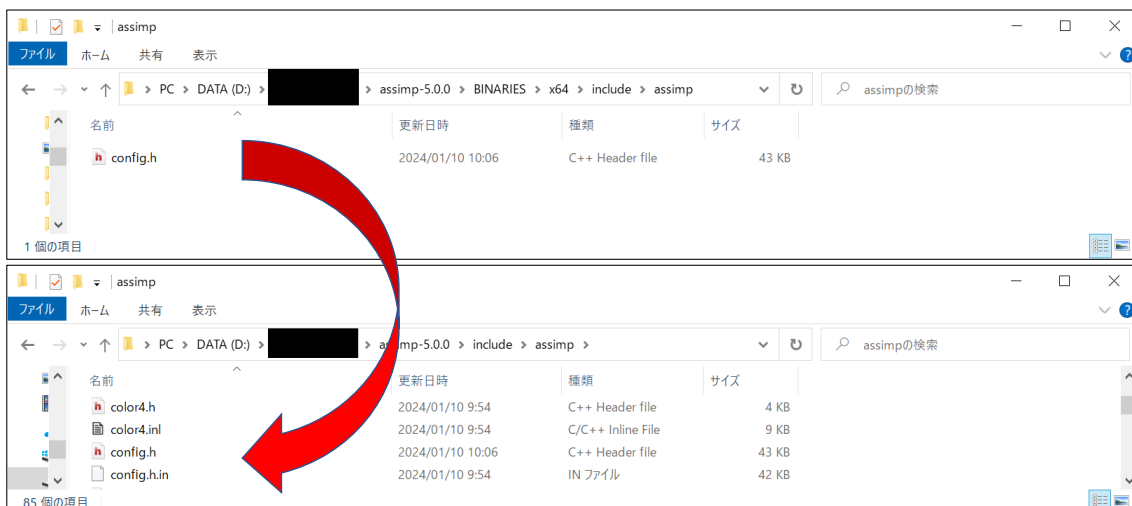 assimp
ファイル ホーム 共有 表示
PC > DATA (D:) > > assimp-5.0.0 > BINARIES > x64 > include > assimp assimpの検索
名前 更新日時 種類 サイズ
h config.h 2024/01/10 10:06 C++ Header file 43 KB
1 個の項目
assimp
ファイル ホーム 共有 表示
PC > DATA (D:) > > assimp-5.0.0 > include > assimp > assimpの検索
名前 更新日時 種類 サイズ
h color4.h 2024/01/10 9:54 C++ Header file 4 KB
color4.inl 2024/01/10 9:54 C/C++ Inline File 9 KB
h config.h 2024/01/10 10:06 C++ Header file 43 KB
config.h.in 2024/01/10 9:54 IN ファイル 42 KB
85 個の項目